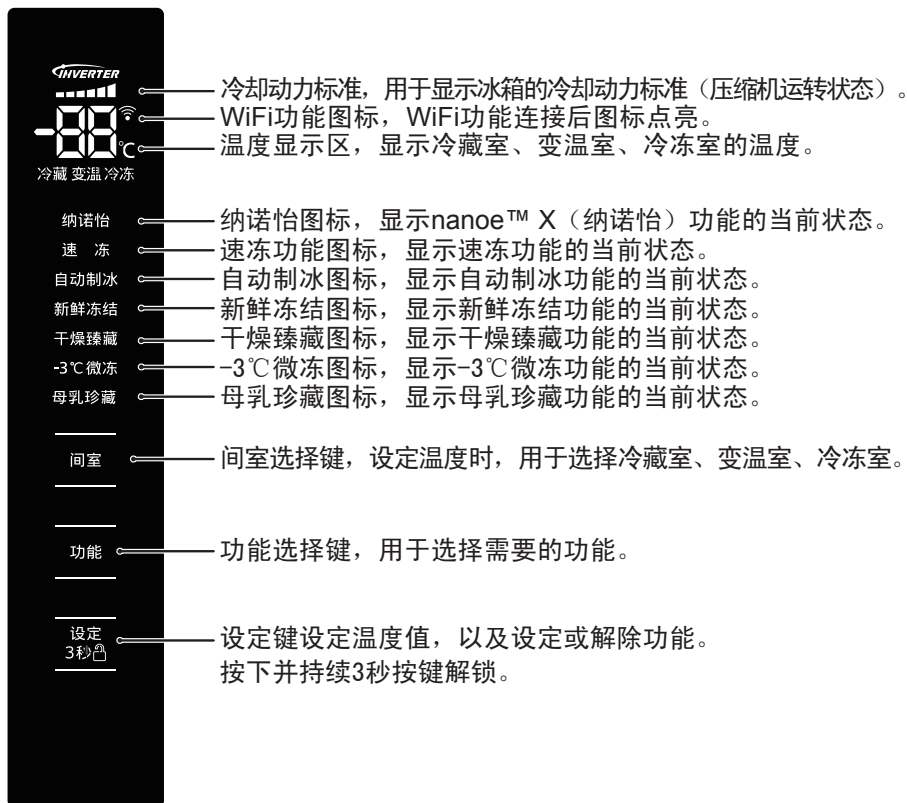 INVERTER
冷却动力标准，用于显示冰箱的冷却动力标准（压缩机运转状态）。
WiFi功能图标，WiFi功能连接后图标点亮。
-88℃
温度显示区，显示冷藏室、变温室、冷冻室的温度。
冷藏 变温 冷冻
纳诺怡
纳诺怡图标，显示nanoe™ X（纳诺怡）功能的当前状态。
速 冻
速冻功能图标，显示速冻功能的当前状态。
自动制冰
自动制冰图标，显示自动制冰功能的当前状态。
新鲜冻结
新鲜冻结图标，显示新鲜冻结功能的当前状态。
干燥臻藏
干燥臻藏图标，显示干燥臻藏功能的当前状态。
-3℃微冻
-3℃微冻图标，显示-3℃微冻功能的当前状态。
母乳珍藏
母乳珍藏图标，显示母乳珍藏功能的当前状态。
间室
间室选择键，设定温度时，用于选择冷藏室、变温室、冷冻室。
功能
功能选择键，用于选择需要的功能。
设定
3秒
设定键设定温度值，以及设定或解除功能。
按下并持续3秒按键解锁。